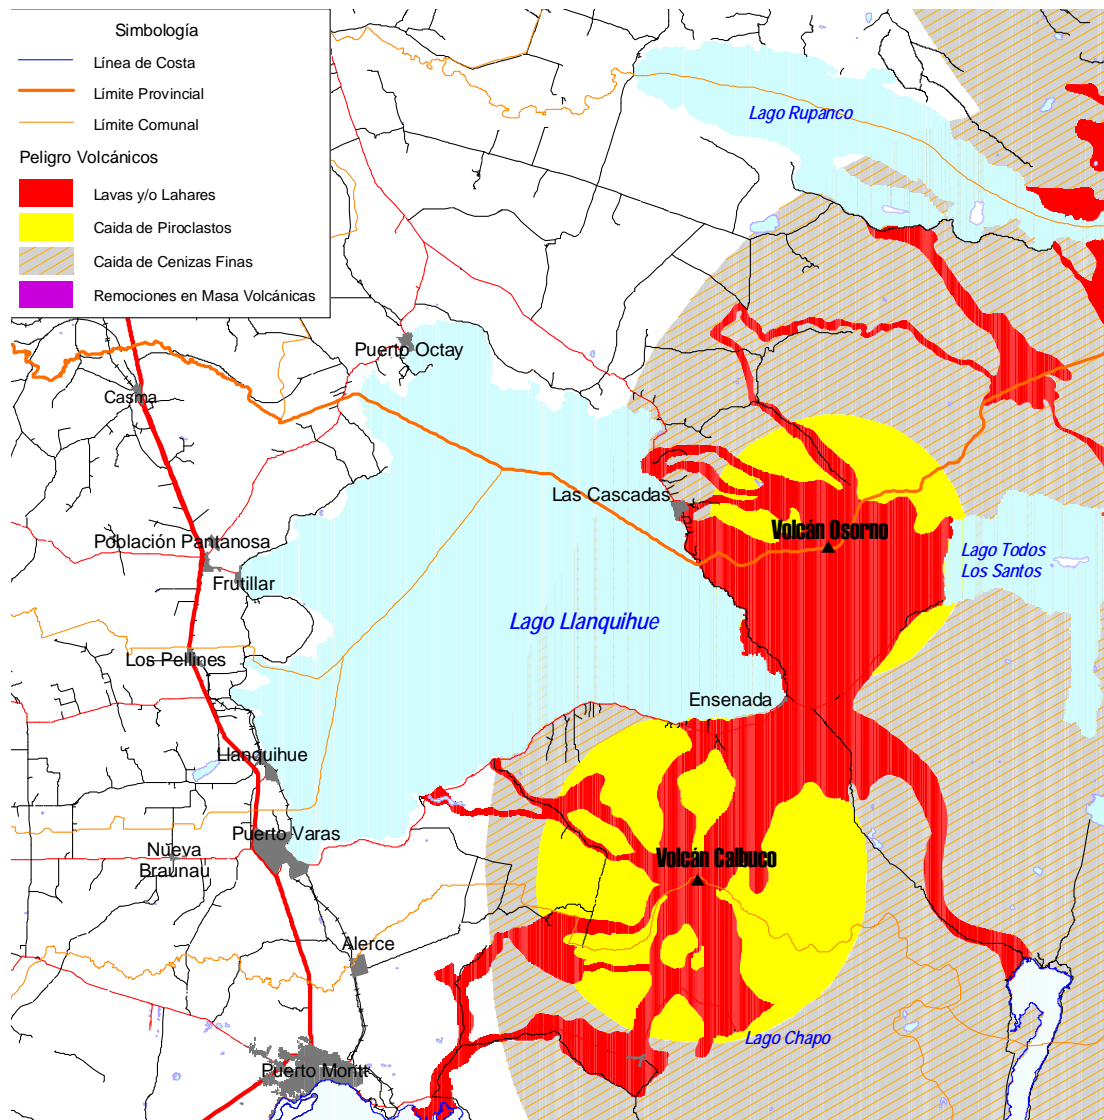 Simbología
Línea de Costa
Límite Provincial
Límite Comunal
Peligro Volcánicos
Lavas y/o Lahares
Caida de Piroclastos
Caida de Cenizas Finas
Remociones en Masa Volcánicas
Lago Rupanco
Puerto Octay
Casma
Las Cascadas
Volcán Osorno
Población Pantanosa
Lago Todos
Los Santos
Frutillar
Lago Llanquihue
Los Pellines
Ensenada
Llanquihue
Puerto Varas
Nueva
Braunau
Volcán Calbuco
Alerce
Lago Chapo
Puerto Montt